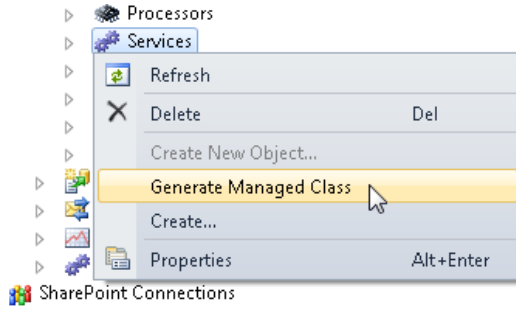 Processors
Services
Refresh
Delete Del
Create New Object...
Generate Managed Class
Create...
Properties Alt+Enter
SharePoint Connections